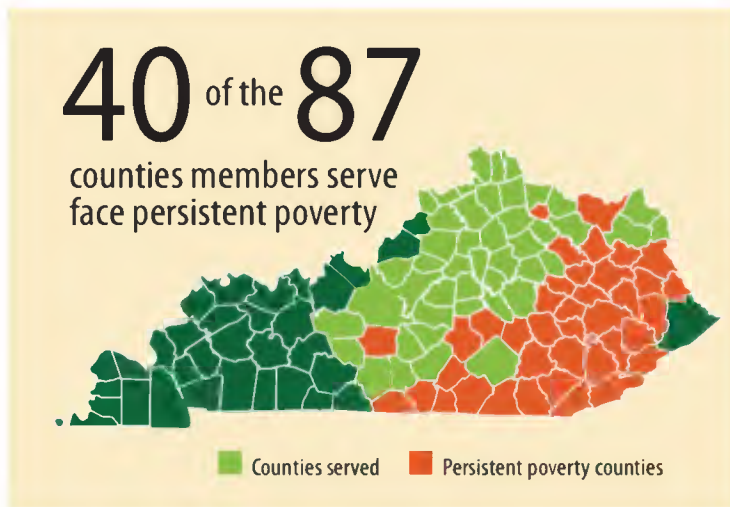 40 of the 87
counties members serve
face persistent poverty
Counties served
Persistent poverty counties